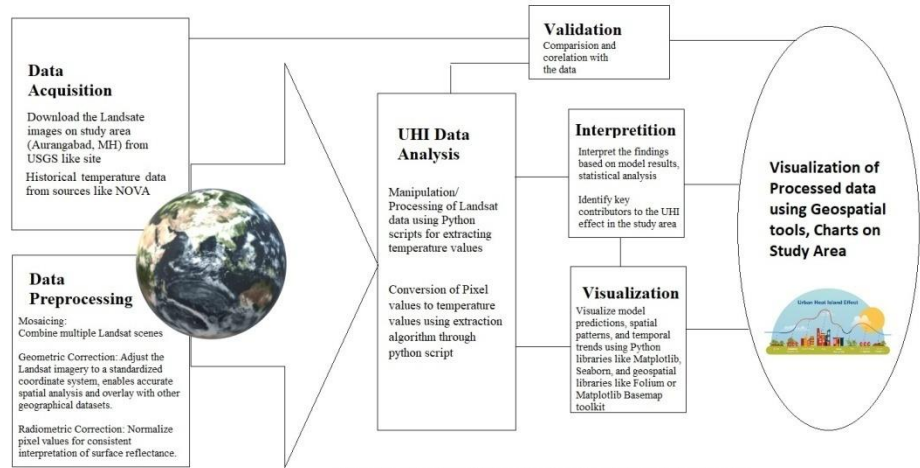 Data
Acquisition
Download the Landsate
images on study area
(Aurangabad, MH) from
USGS like site
Historical temperature data
from sources like NOVA
Data
Preprocessing
Mosaicing:
Combine multiple Landsat scenes
Geometric Correction: Adjust the
Landsat imagery to a standardized
coordinate system, enables accurate
spatial analysis and overlay with other
geographical datasets.
Radiometric Correction: Normalize
pixel values for consistent
interpretation of surface reflectance.
UHI Data
Analysis
Manipulation/
Processing of Landsat
data using Python
scripts for extracting
temperature values
Conversion of Pixel
values to temperature
values using extraction
algorithm through
python script
Validation
Comparision and
corelation with
the data
Interpretition
Interpret the findings
based on model results,
statistical analysis
Identify key
contributors to the UHI
effect in the study area
Visualization
Visualize model
predictions, spatial
patterns, and temporal
trends using Python
libraries like Matplotlib,
Seaborn, and geospatial
libraries like Folium or
Matplotlib Basemap
toolkit
Visualization of
Processed data
using Geospatial
tools, Charts on
Study Area
Urban Heat Island Effect